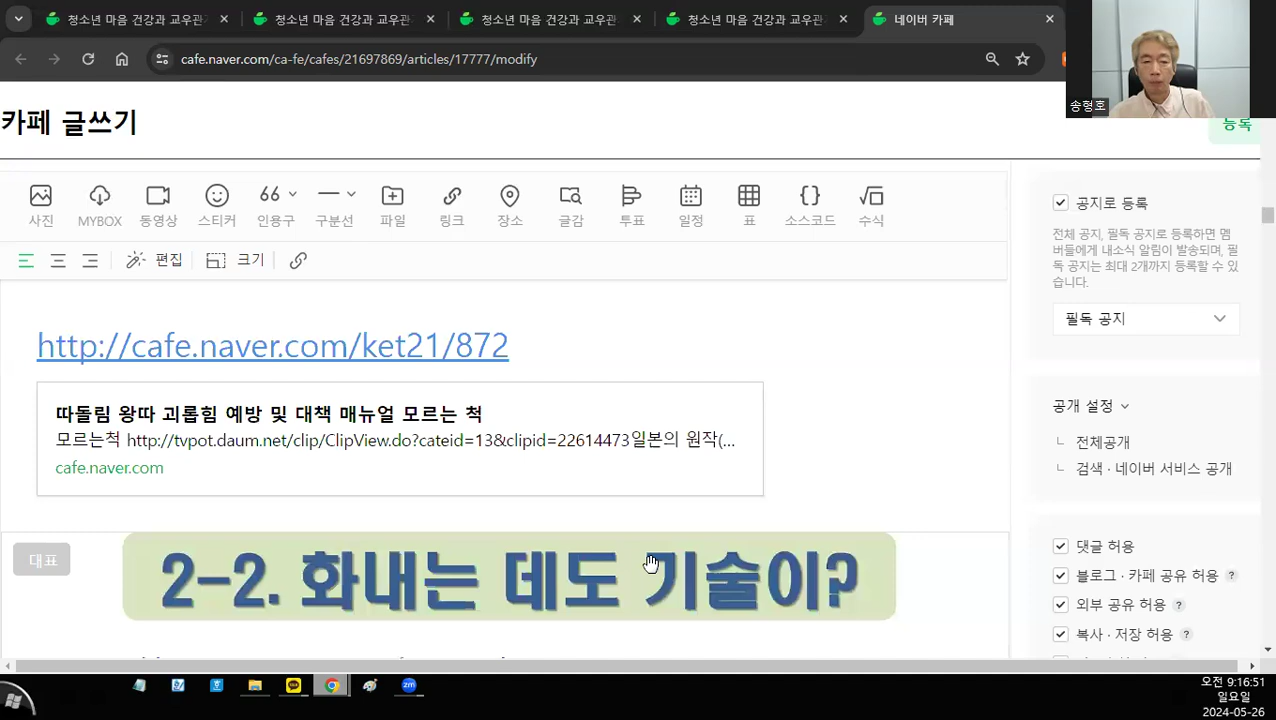 청소년 마음 건강과 교우관
청소년 마음 건강과 교우관
청소년 마음 건강과 교우관
청소년 마음 건강과 교우관
네이버 카페
cafe.naver.com/ca-fe/cafes/21697869/articles/17777/modify
송형호
카페 글쓰기
등록
사진
MYBOX
동영상
스티커
인용구
구분선
파일
링크
장소
글감
투표
일정
표
소스코드
수식
편집
크기
http://cafe.naver.com/ket21/872
따돌림 왕따 괴롭힘 예방 및 대책 매뉴얼 모르는 척
모르는척 http://tvpot.daum.net/clip/ClipView.do?cateid=13&clipid=22614473일본의 원작(...
cafe.naver.com
대표
2-2. 화내는 데도 기술이?
공지로 등록
전체 공지, 필독 공지로 등록하면 멤
버들에게 내소식 알림이 발송되며, 필
독 공지는 최대 2개까지 등록할 수 있
습니다.
필독 공지
공개 설정
전체공개
검색 · 네이버 서비스 공개
댓글 허용
블로그 · 카페 공유 허용 ?
외부 공유 허용 ?
복사 · 저장 허용 ?
zm
오전 9:16:51
일요일
2024-05-26